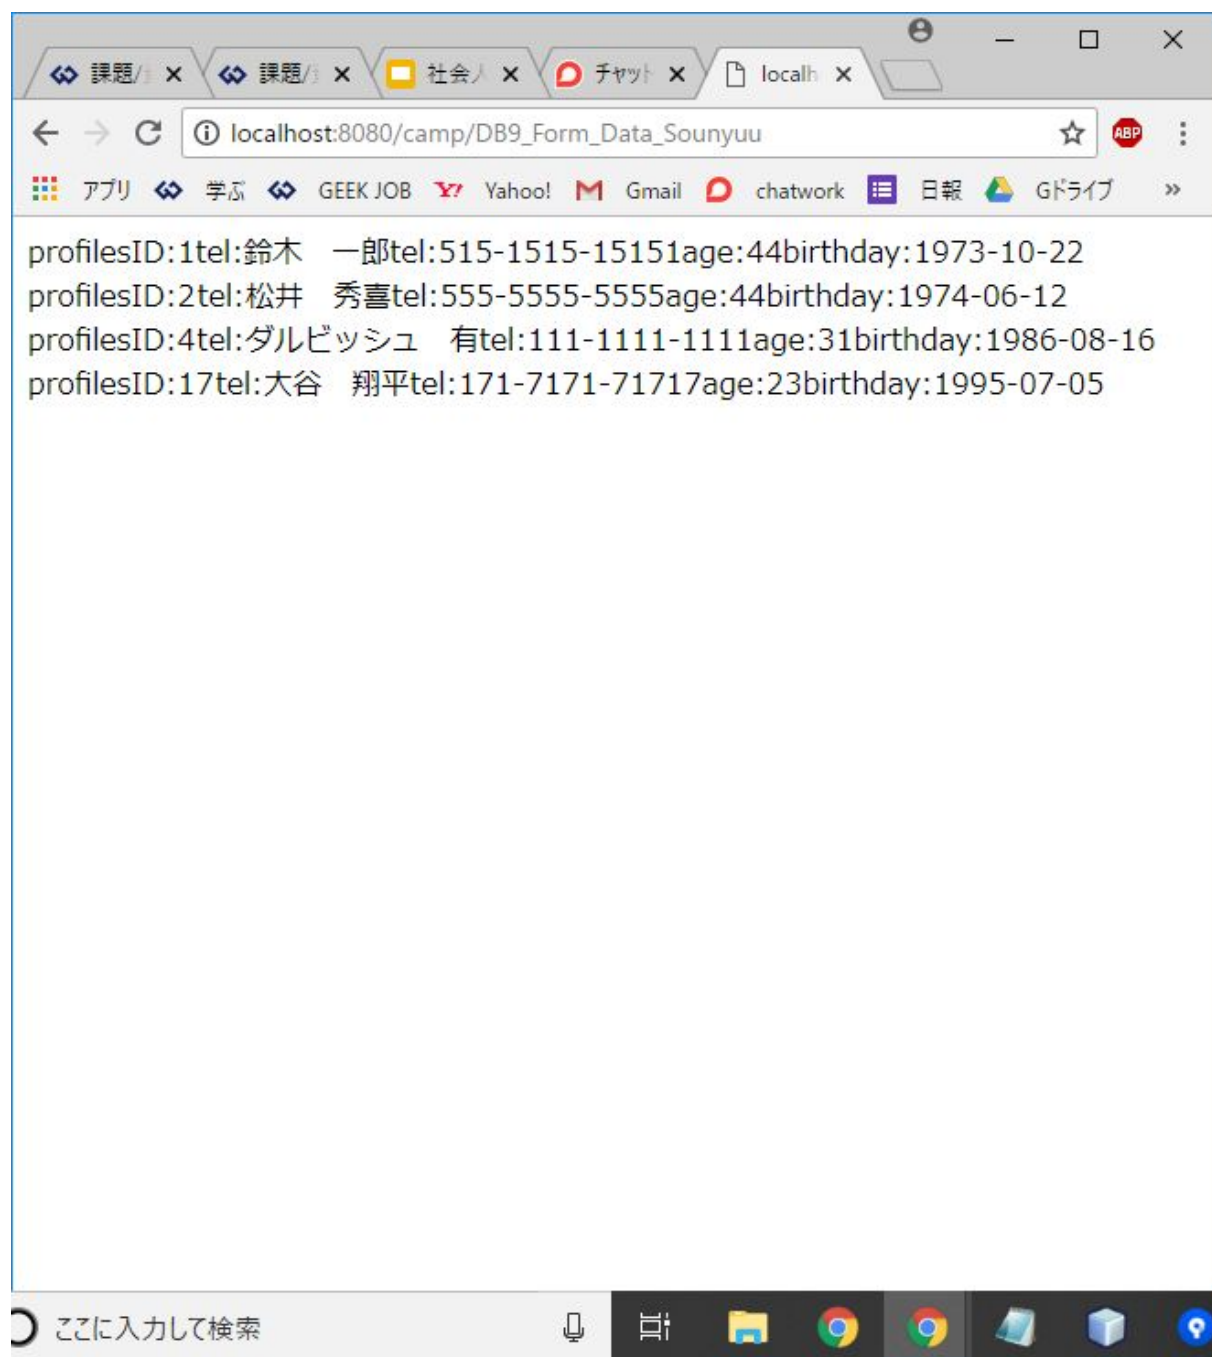 課題/
課題/
社会人
チャット
localh
localhost:8080/camp/DB9_Form_Data_Sounyuu
ABP
アプリ 学ぶ GEEK JOB Y! Yahoo! M Gmail chatwork 日報 Gドライブ »
profilesID:1tel:鈴木　一郎tel:515-1515-15151age:44birthday:1973-10-22
profilesID:2tel:松井　秀喜tel:555-5555-5555age:44birthday:1974-06-12
profilesID:4tel:ダルビッシュ　有tel:111-1111-1111age:31birthday:1986-08-16
profilesID:17tel:大谷　翔平tel:171-7171-71717age:23birthday:1995-07-05
ここに入力して検索